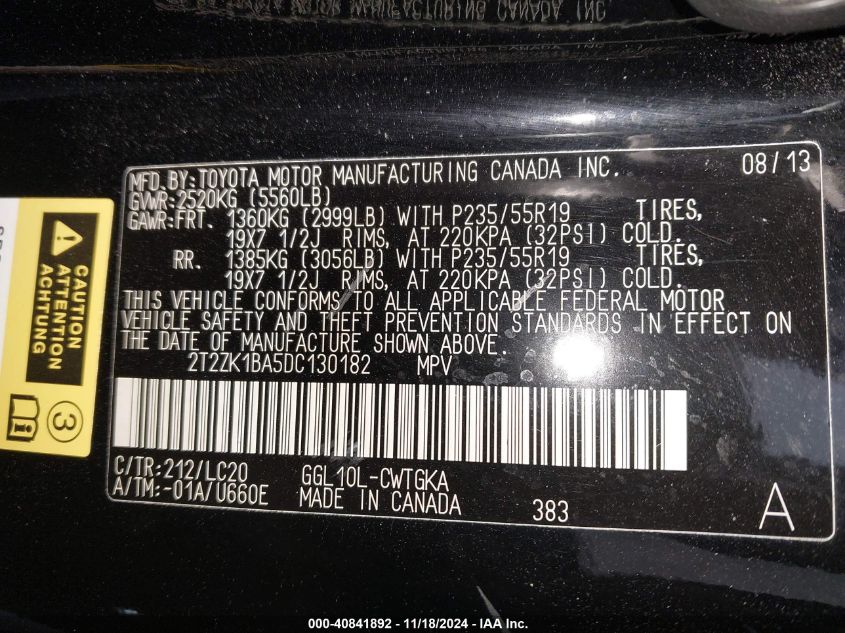 MANUFACTURING CANADA INC.
MFD.BY:TOYOTA MOTOR MANUFACTURING CANADA INC. 08/13
GVWR:2520KG (5560LB)
GAWR:FRT. 1360KG (2999LB) WITH P235/55R19 TIRES,
19X7 1/2J RIMS, AT 220KPA (32PSI) COLD.
RR. 1385KG (3056LB) WITH P235/55R19 TIRES,
19X7 1/2J RIMS, AT 220KPA (32PSI) COLD.
THIS VEHICLE CONFORMS TO ALL APPLICABLE FEDERAL MOTOR
VEHICLE SAFETY AND THEFT PREVENTION STANDARDS IN EFFECT ON
THE DATE OF MANUFACTURE SHOWN ABOVE.
2T2ZK1BA5DC130182 MPV
C/TR:212/LC20 GGL10L-CWTGKA
A/TM:-01A/U660E MADE IN CANADA 383 A
CAUTION
ATTENTION
ACHTUNG
3
000-40841892 - 11/18/2024 - IAA Inc.